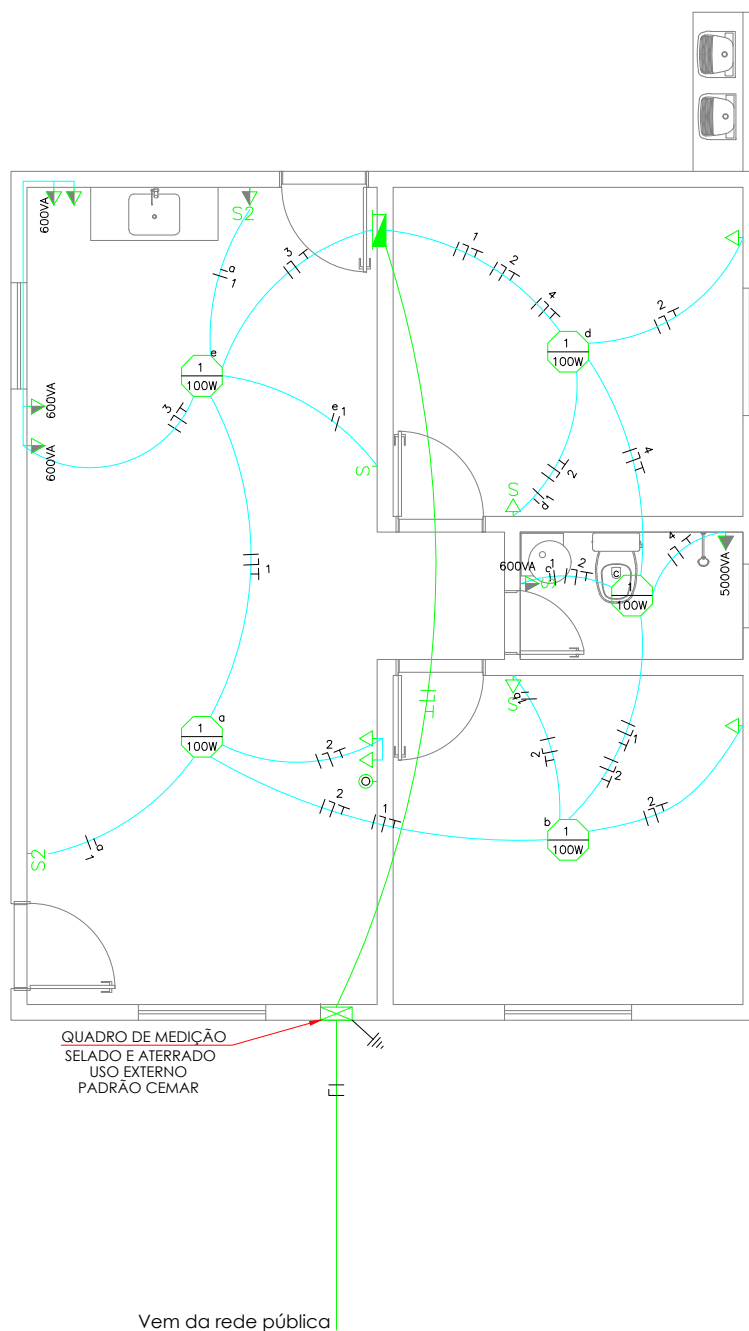 600VA
S2
a
1
3
1
2
4
2
d
1
100W
e
1
100W
3
600VA
600VA
e
1
S
4
S
2
d
1
4
1
600VA
c
1
2
S
c
1
100W
5000VA
b
1
S
2
1
2
2
a
1
100W
2
2
1
b
1
100W
S2
a
1
QUADRO DE MEDIÇÃO
SELADO E ATERRADO
USO EXTERNO
PADRÃO CEMAR
Vem da rede pública